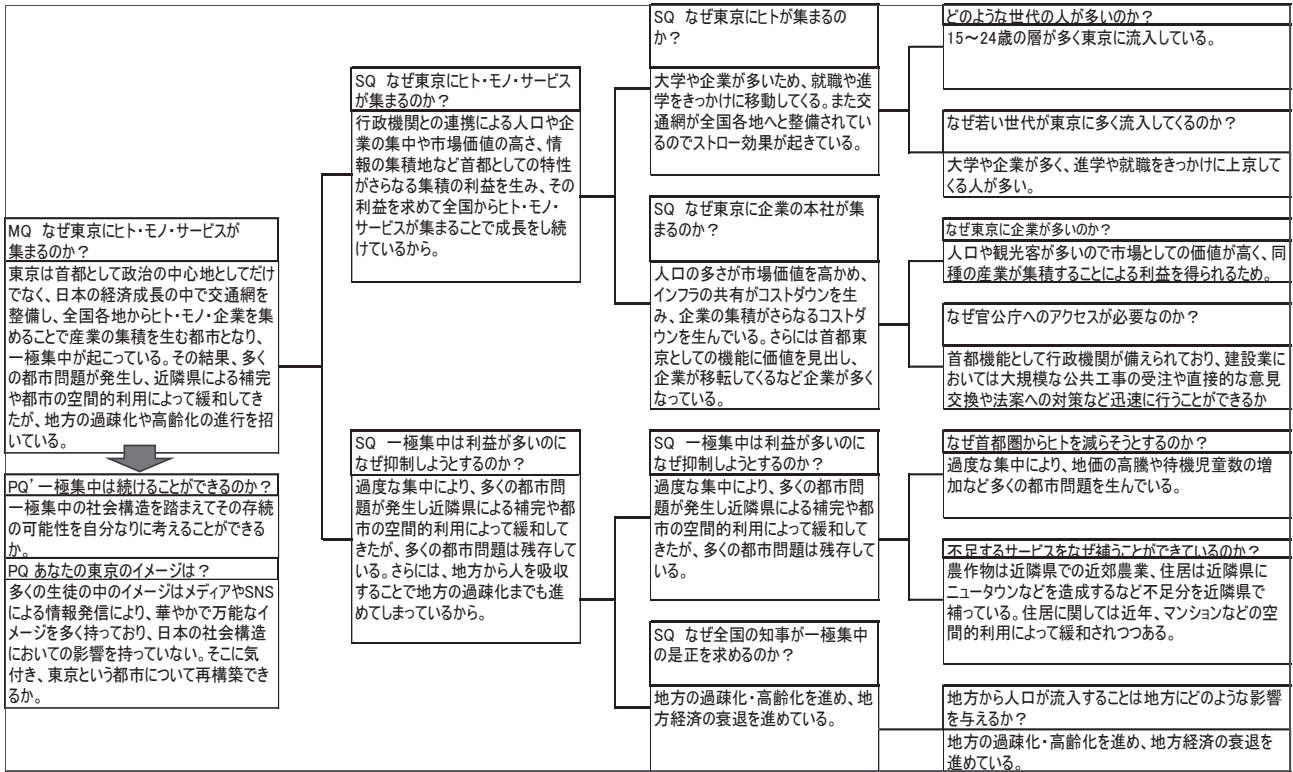 MQ なぜ東京にヒト・モノ・サービスが
集まるのか?
東京は首都として政治の中心地としてだけ
でなく、日本の経済成長の中で交通網を
整備し、全国各地からヒト・モノ・企業を集
めることで産業の集積を生む都市となり、
一極集中が起こっている。その結果、多く
の都市問題が発生し、近隣県による補完
や都市の空間的利用によって緩和してき
たが、地方の過疎化や高齢化の進行を招
いている。
PQ’一極集中は続けることができるのか?
一極集中の社会構造を踏まえてその存続
の可能性を自分なりに考えることができる
か。
PQ あなたの東京のイメージは?
多くの生徒の中のイメージはメディアやSNS
による情報発信により、華やかで万能なイ
メージを多く持っており、日本の社会構造
においての影響を持っていない。そこに気
付き、東京という都市について再構築でき
るか。
SQ なぜ東京にヒト・モノ・サービス
が集まるのか?
行政機関との連携による人口や企
業の集中や市場価値の高さ、情
報の集積地など首都としての特性
がさらなる集積の利益を生み、その
利益を求めて全国からヒト・モノ・
サービスが集まることで成長をし続
けているから。
SQ 一極集中は利益が多いのに
なぜ抑制しようとするのか?
過度な集中により、多くの都市問
題が発生し近隣県による補完や都
市の空間的利用によって緩和して
きたが、多くの都市問題は残存して
いる。さらには、地方から人を吸収
することで地方の過疎化までも進
めてしまっているから。
SQ なぜ東京にヒトが集まるの
か?
大学や企業が多いため、就職や進
学をきっかけに移動してくる。また交
通網が全国各地へと整備されてい
るのでストロー効果が起きている。
SQ なぜ東京に企業の本社が集
まるのか?
人口の多さが市場価値を高かめ、
インフラの共有がコストダウンを生
み、企業の集積がさらなるコストダ
ウンを生んでいる。さらには首都東
京としての機能に価値を見出し、
企業が移転してくるなど企業が多く
なっている。
SQ 一極集中は利益が多いのに
なぜ抑制しようとするのか?
過度な集中により、多くの都市問
題が発生し近隣県による補完や都
市の空間的利用によって緩和して
きたが、多くの都市問題は残存して
いる。
SQ なぜ全国の知事が一極集中
の是正を求めるのか?
地方の過疎化・高齢化を進め、地
方経済の衰退を進めている。
どのような世代の人が多いのか?
15～24歳の層が多く東京に流入している。
なぜ若い世代が東京に多く流入してくるのか?
大学や企業が多く、進学や就職をきっかけに上京して
くる人が多い。
なぜ東京に企業が多いのか?
人口や観光客が多いので市場としての価値が高く、同
種の産業が集積することによる利益を得られるため。
なぜ官公庁へのアクセスが必要なのか?
首都機能として行政機関が備えられており、建設業に
おいては大規模な公共工事の受注や直接的な意見
交換や法案への対策など迅速に行うことができるか
なぜ首都圏からヒトを減らそうとするのか?
過度な集中により、地価の高騰や待機児童数の増
加など多くの都市問題を生んでいる。
不足するサービスをなぜ補うことができているのか?
農作物は近隣県での近郊農業、住居は近隣県に
ニュータウンなどを造成するなど不足分を近隣県で
補っている。住居に関しては近年、マンションなどの空
間的利用によって緩和されつつある。
地方から人口が流入することは地方にどのような影響
を与えるか?
地方の過疎化・高齢化を進め、地方経済の衰退を
進めている。